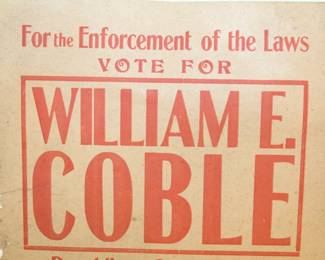 For the Enforcement of the Laws
VOTE FOR
WILLIAM E.
COBLE